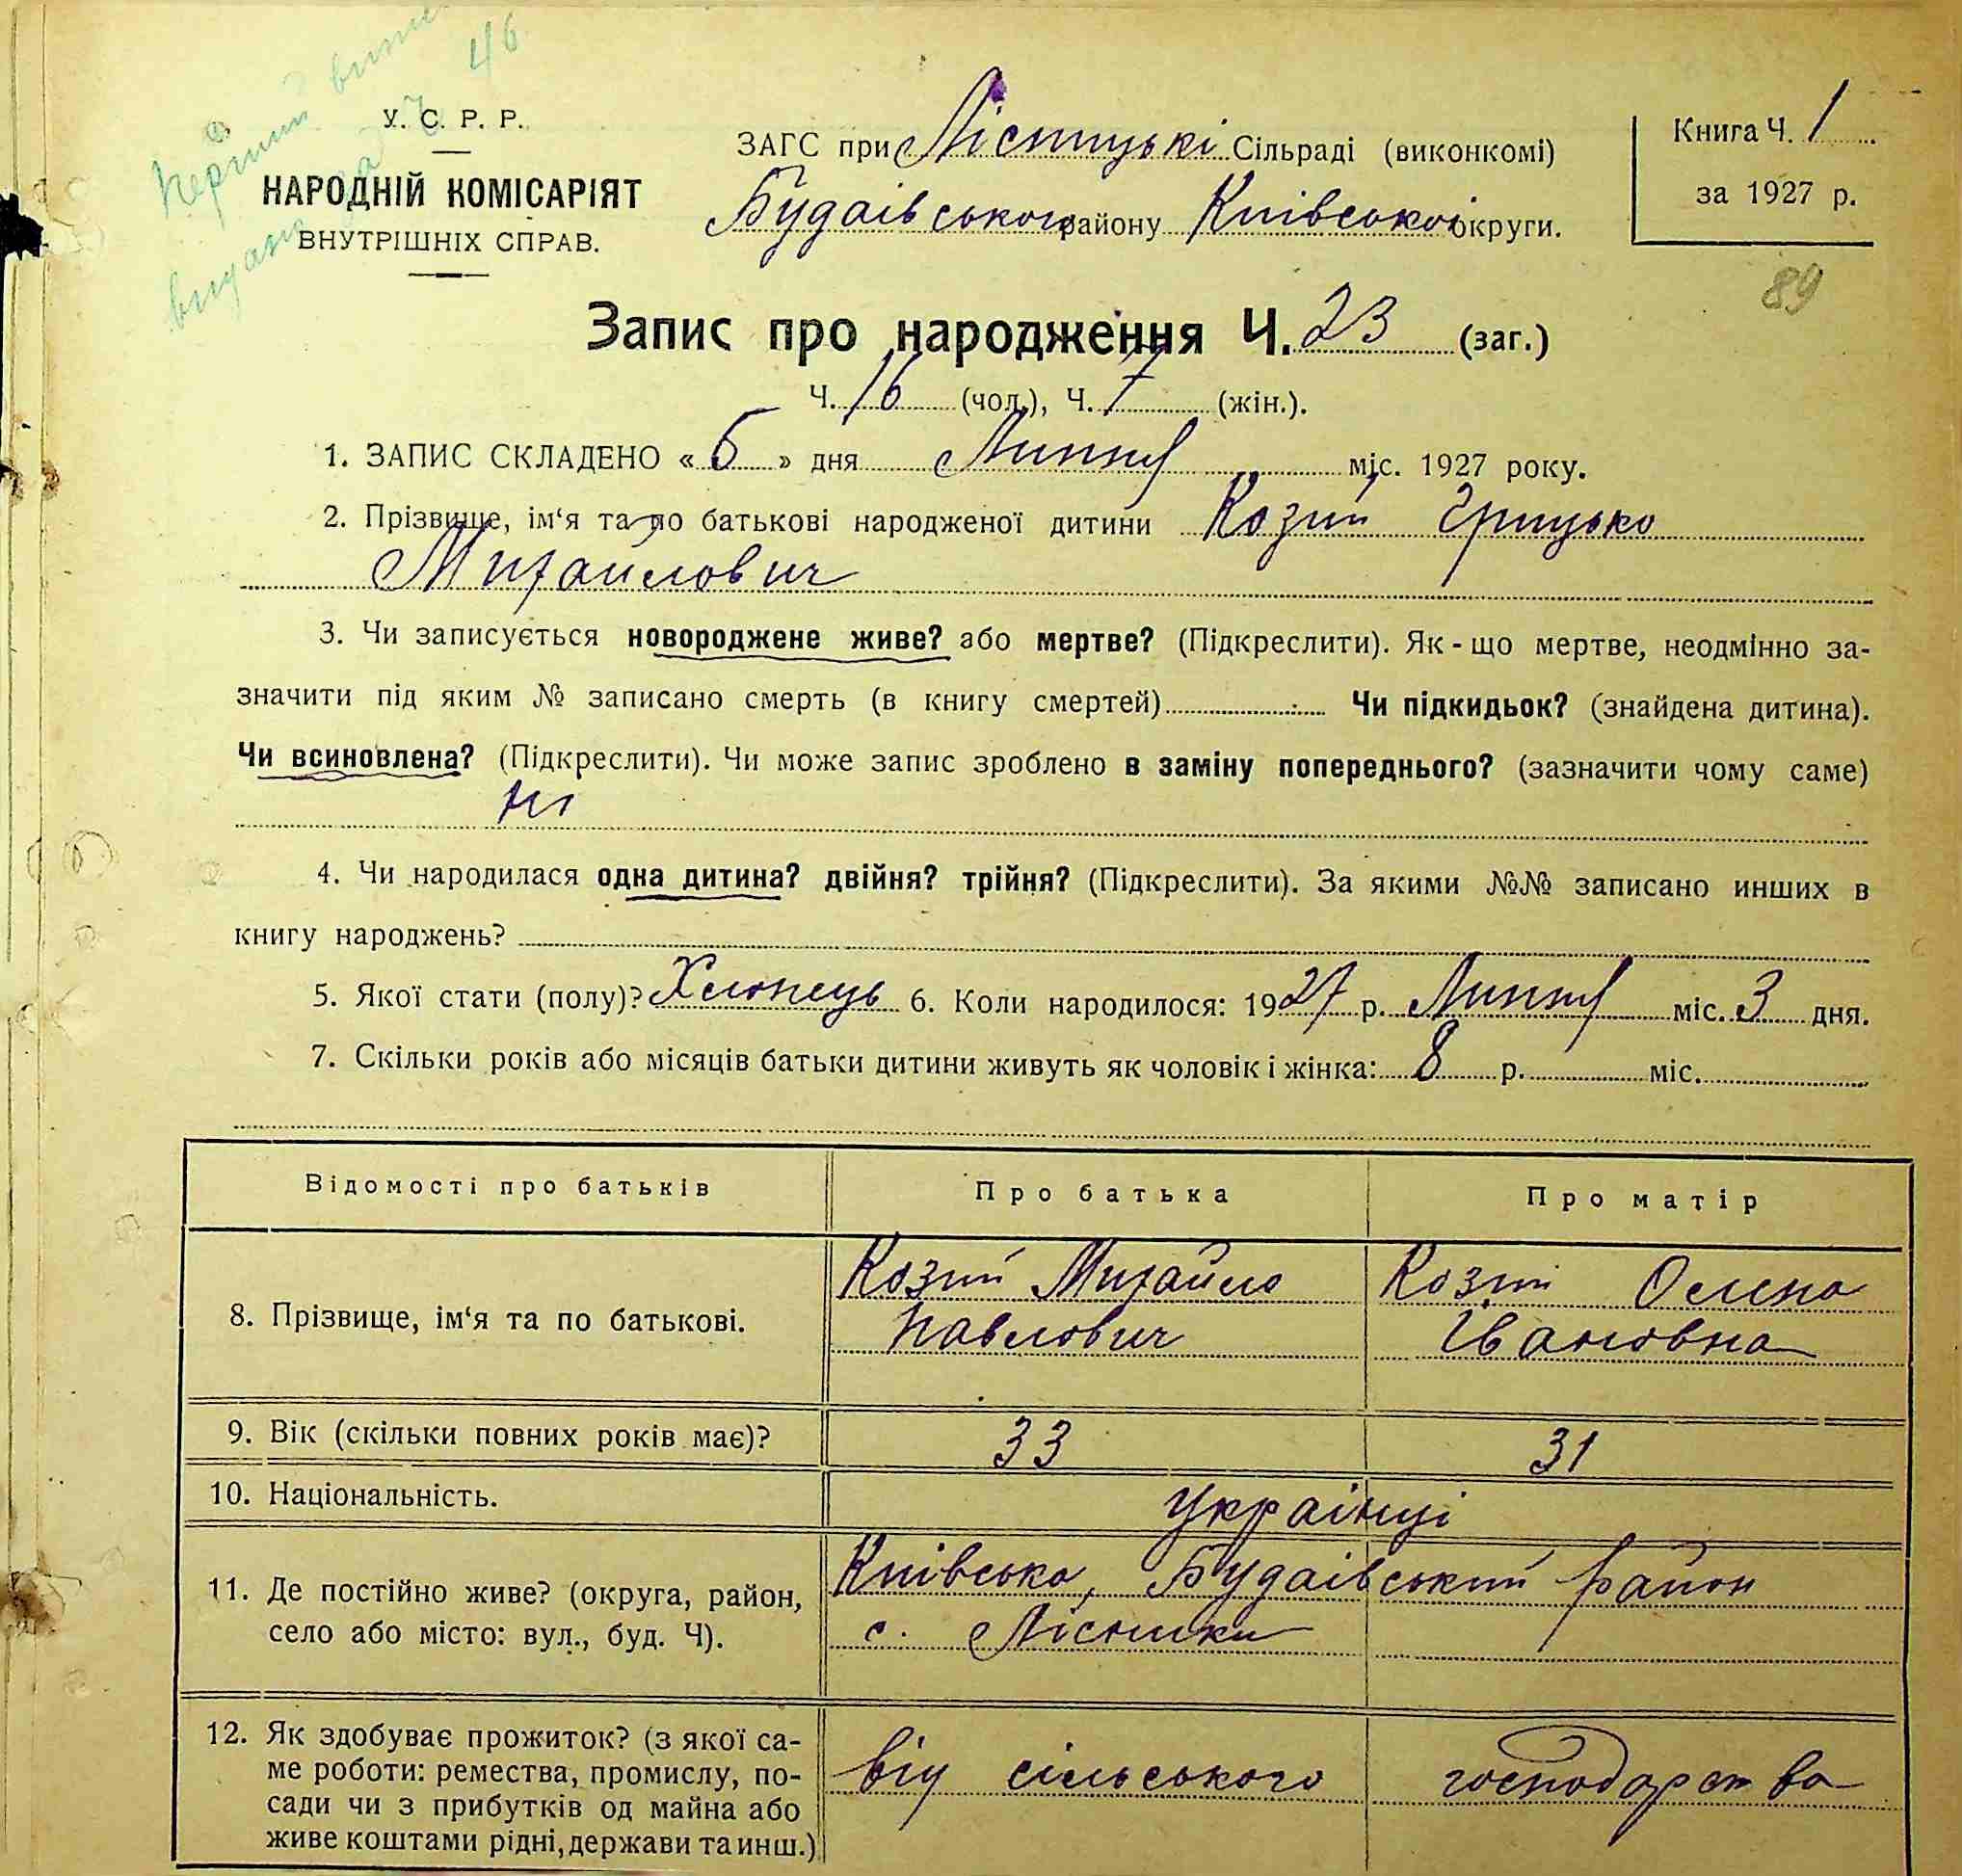 Перший
видано 46
У. С. Р. Р.
НАРОДНІЙ КОМІСАРІЯТ
ВНУТРІШНІХ СПРАВ.
ЗАГС при Лісницькі Сільраді (виконкомі)
Будаівського району Київськоі округи.
Книга Ч. 1
за 1927 р.
89
Запис про народження Ч. 23 (заг.)
Ч. 16 (чол.), Ч. 7 (жін.).
1. ЗАПИС СКЛАДЕНО « 6 » дня Липня міс. 1927 року.
2. Прізвище, ім‘я та по батькові народженої дитини Козий Грицько
Михайлович
3. Чи записується новороджене живе? або мертве? (Підкреслити). Як-що мертве, неодмінно за-
значити під яким № записано смерть (в книгу смертей) Чи підкидьок? (знайдена дитина).
Чи всиновлена? (Підкреслити). Чи може запис зроблено в заміну попереднього? (зазначити чому саме)
Ні
4. Чи народилася одна дитина? двійня? трійня? (Підкреслити). За якими №№ записано инших в
книгу народжень?
5. Якої стати (полу)? Хлопець 6. Коли народилося: 1927 р. Липня міс. 3 дня.
7. Скільки років або місяців батьки дитини живуть як чоловік і жінка: 8 р. міс.
Відомості про батьків Про батька Про матір
8. Прізвище, ім‘я та по батькові. Козий Михайло Павлович Козій Олена Івановна
9. Вік (скільки повних років має)? 33 31
10. Національність. Украінці
11. Де постійно живе? (округа, район, Київська, Будаівський район
село або місто: вул., буд. Ч). с. Лісники
12. Як здобуває прожиток? (з якої са-
ме роботи: ремества, промислу, по- від сільського господарства
сади чи з прибутків од майна або
живе коштами рідні, держави та инш.)